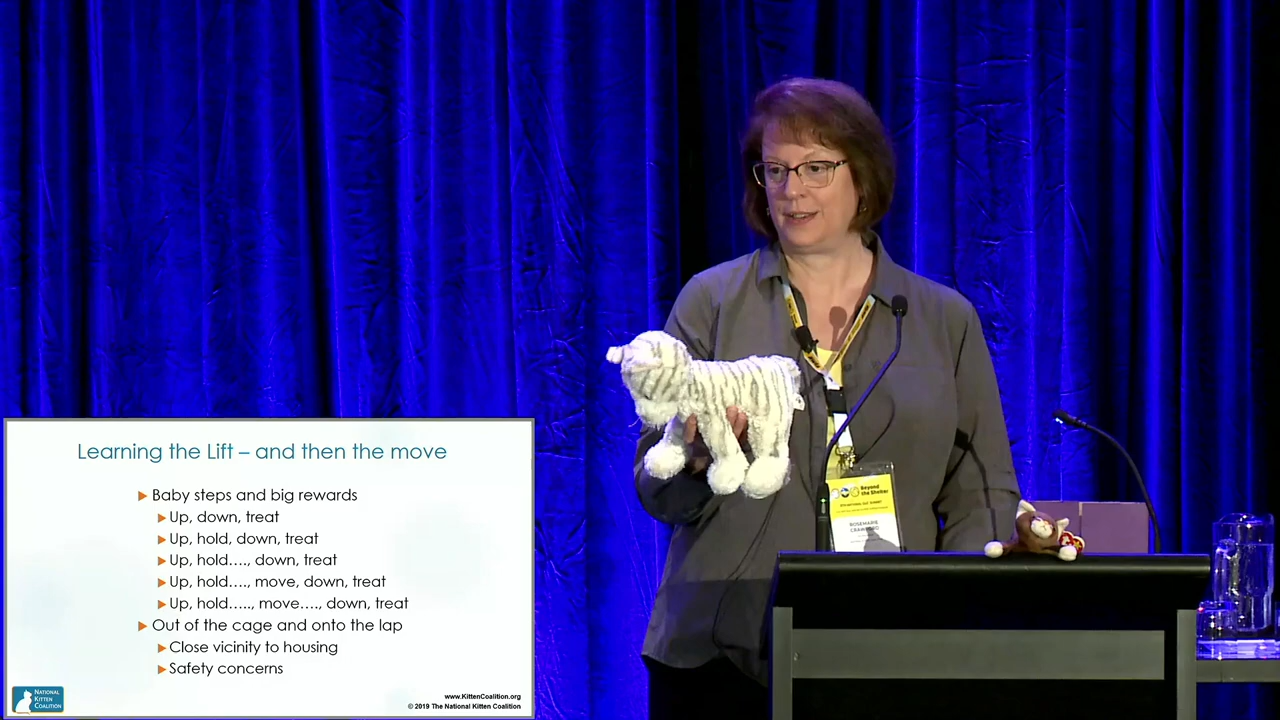 Learning the Lift – and then the move
Baby steps and big rewards
Up, down, treat
Up, hold, down, treat
Up, hold…., down, treat
Up, hold…., move, down, treat
Up, hold….., move…., down, treat
Out of the cage and onto the lap
Close vicinity to housing
Safety concerns
NATIONAL
KITTEN
COALITION
www.KittenCoalition.org
© 2019 The National Kitten Coalition
Beyond
the Shelter
ROSEMARIE
CRAWFORD